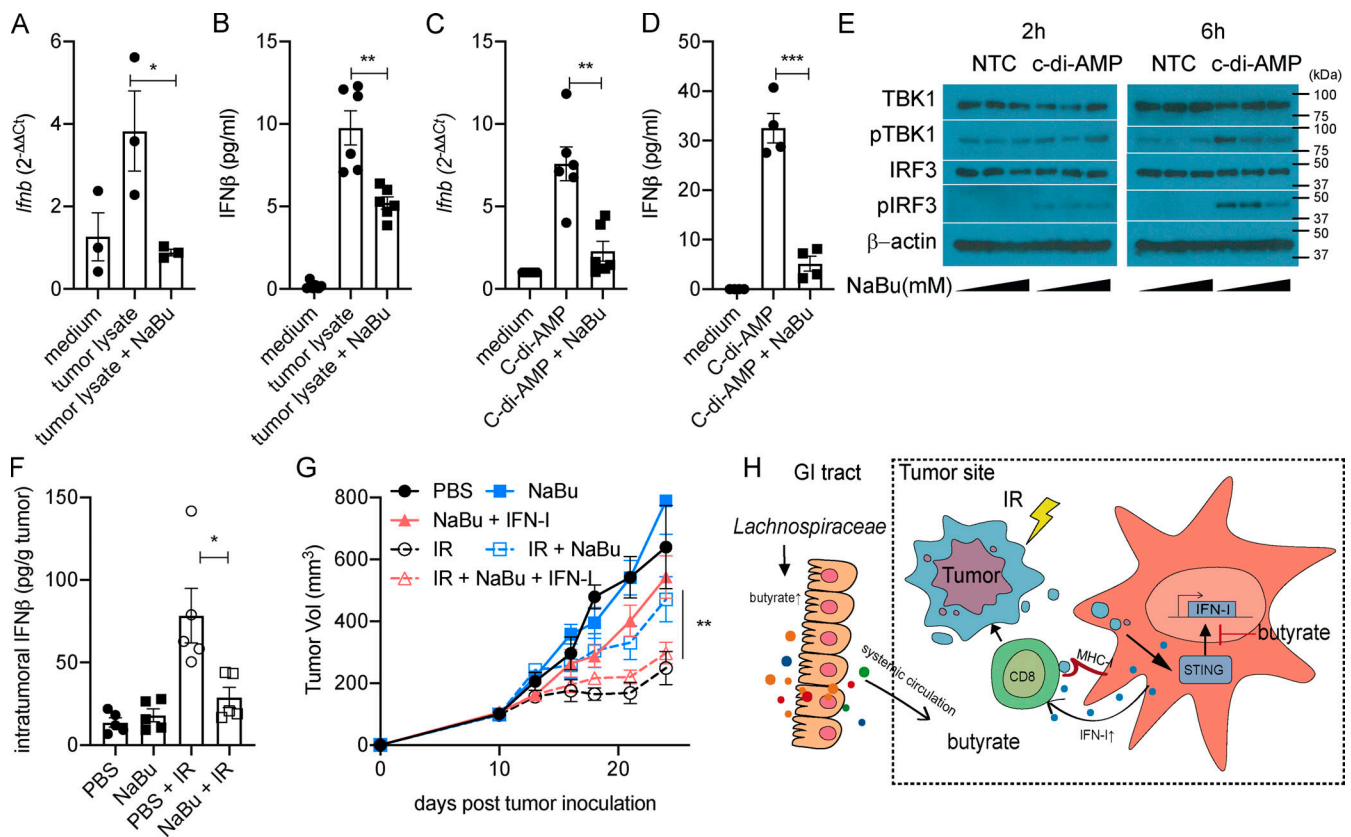 A
Ifnb (2-ΔΔCt)
6
4
2
0
*
medium
tumor lysate
tumor lysate + NaBu
B
IFNβ (pg/ml)
15
10
5
0
**
medium
tumor lysate
tumor lysate + NaBu
C
Ifnb (2-ΔΔCt)
15
10
5
0
**
medium
C-di-AMP
C-di-AMP + NaBu
D
IFNβ (pg/ml)
50
40
30
20
10
0
***
medium
C-di-AMP
C-di-AMP + NaBu
E
2h 6h
NTC c-di-AMP NTC c-di-AMP (kDa)
TBK1
100
75
pTBK1
100
75
IRF3
50
37
pIRF3
50
37
β–actin
50
37
NaBu(mM)
F
intratumoral IFNβ (pg/g tumor)
150
100
50
0
*
PBS
NaBu
PBS + IR
NaBu + IR
G
Tumor Vol (mm3)
800
600
400
200
0
PBS NaBu
NaBu + IFN-I
IR IR + NaBu
IR + NaBu + IFN-I
**
0 10 20
days post tumor inoculation
H
GI tract
Lachnospiraceae
butyrate↑
systemic circulation
butyrate
Tumor site
IR
Tumor
CD8
MHC-I
IFN-I↑
IFN-I
STING
butyrate